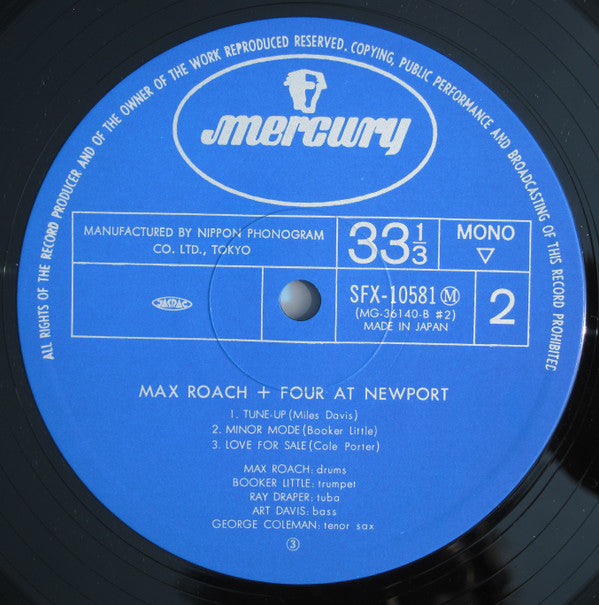 ALL RIGHTS OF THE RECORD PRODUCER AND OF THE OWNER OF THE WORK REPRODUCED RESERVED. COPYING, PUBLIC PERFORMANCE AND BROADCASTING OF THIS RECORD PROHIBITED
mercury
MANUFACTURED BY NIPPON PHONOGRAM
CO. LTD., TOKYO
33 1/3
MONO
▽
JASRAC
SFX-10581 Ⓜ
(MG-36140-B #2)
MADE IN JAPAN
2
MAX ROACH + FOUR AT NEWPORT
1. TUNE-UP (Miles Davis)
2. MINOR MODE (Booker Little)
3. LOVE FOR SALE (Cole Porter)
MAX ROACH: drums
BOOKER LITTLE: trumpet
RAY DRAPER: tuba
ART DAVIS: bass
GEORGE COLEMAN: tenor sax
③